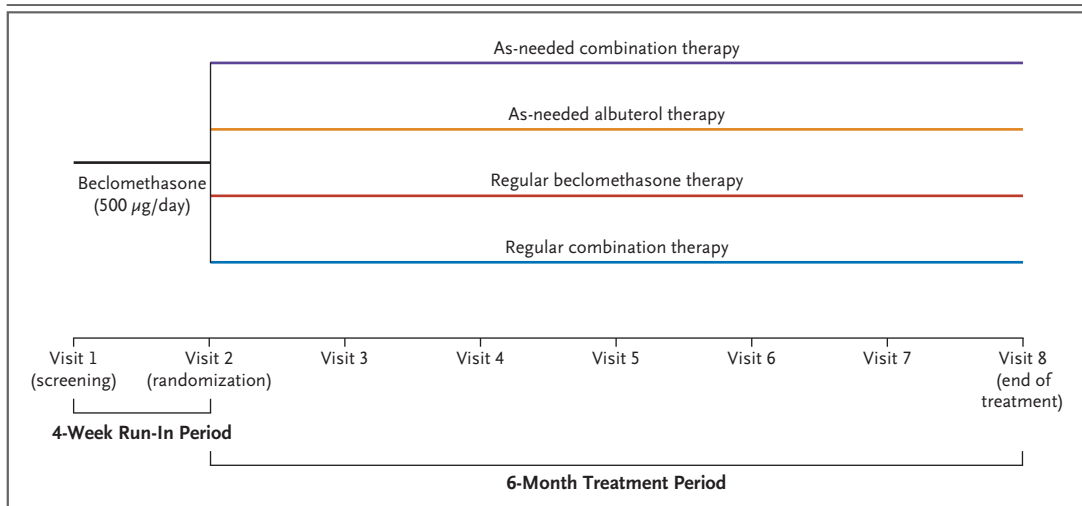 As-needed combination therapy
As-needed albuterol therapy
Beclomethasone
(500 µg/day)
Regular beclomethasone therapy
Regular combination therapy
Visit 1
(screening)
Visit 2
(randomization)
Visit 3
Visit 4
Visit 5
Visit 6
Visit 7
Visit 8
(end of
treatment)
4-Week Run-In Period
6-Month Treatment Period